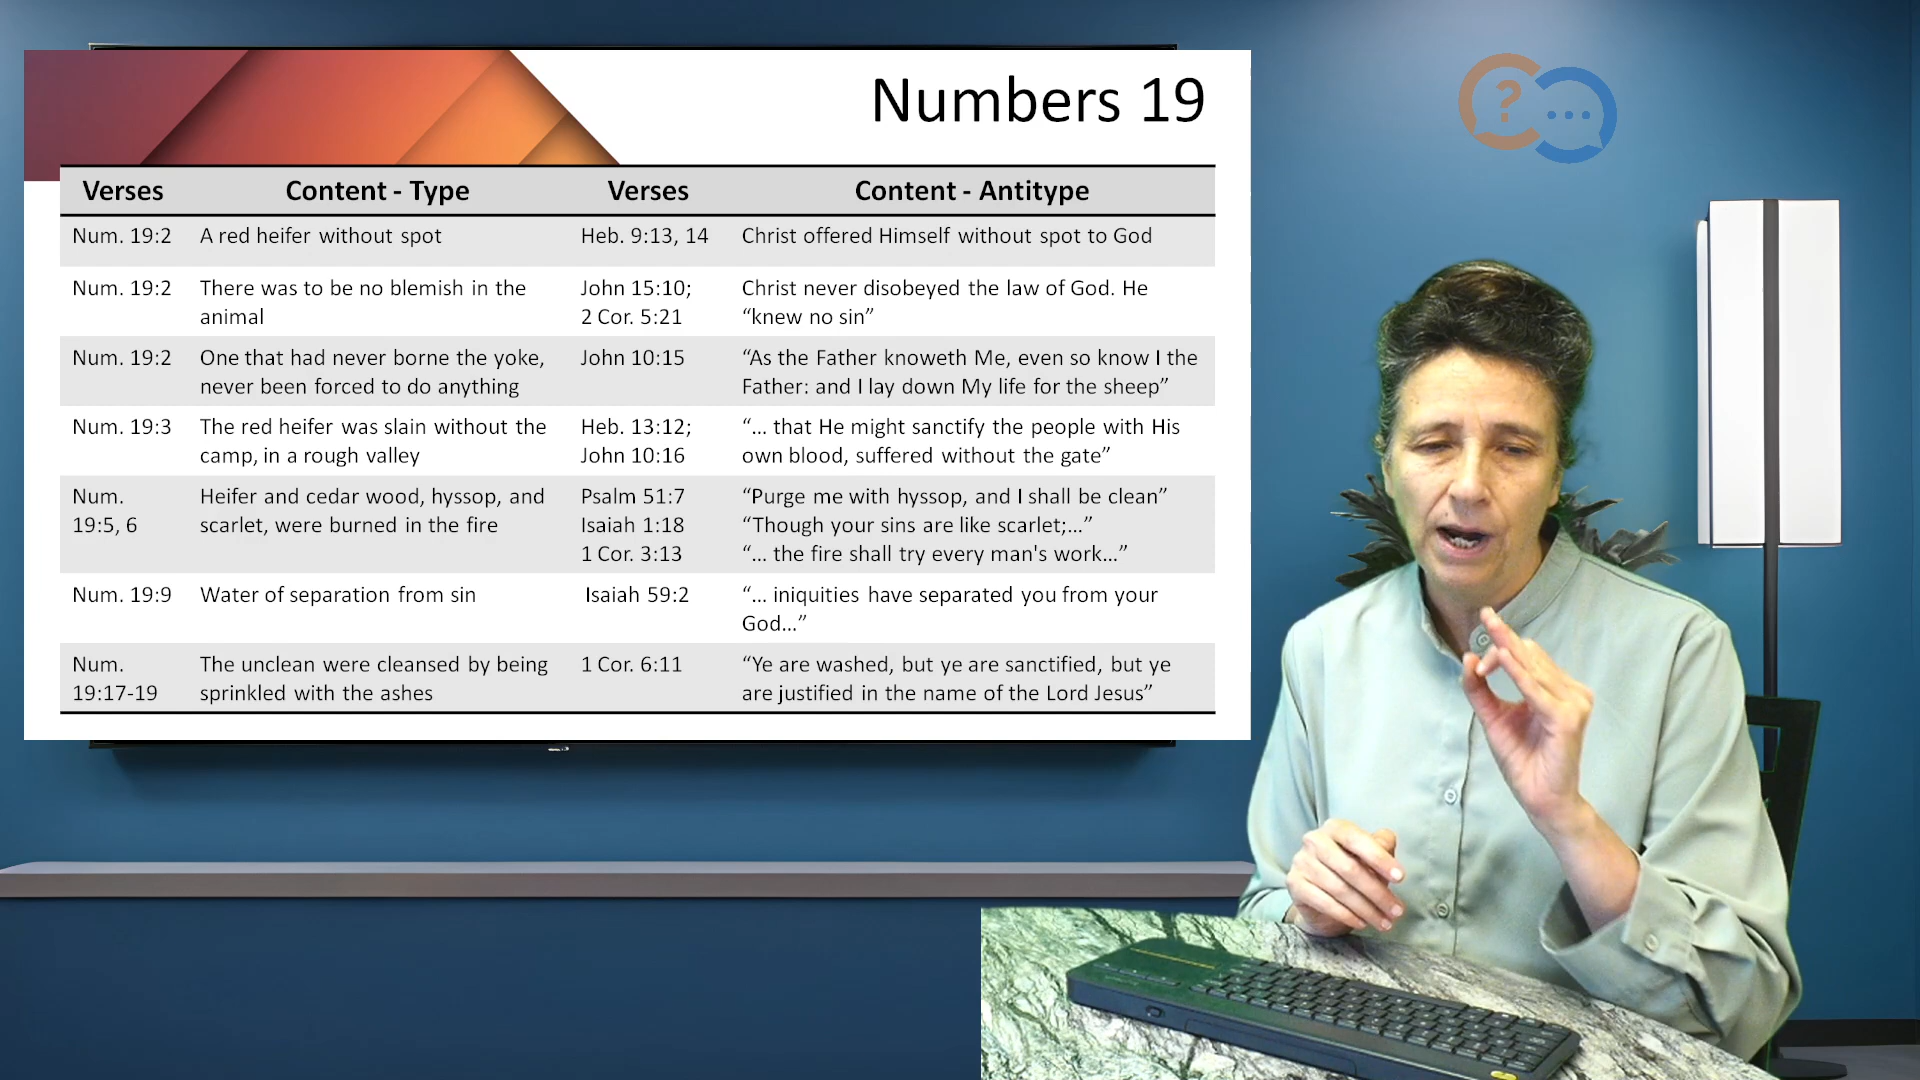 Numbers 19
Verses Content - Type Verses Content - Antitype
Num. 19:2 A red heifer without spot Heb. 9:13, 14 Christ offered Himself without spot to God
Num. 19:2 There was to be no blemish in the John 15:10; Christ never disobeyed the law of God. He
animal 2 Cor. 5:21 “knew no sin”
Num. 19:2 One that had never borne the yoke, John 10:15 “As the Father knoweth Me, even so know I the
never been forced to do anything Father: and I lay down My life for the sheep”
Num. 19:3 The red heifer was slain without the Heb. 13:12; “... that He might sanctify the people with His
camp, in a rough valley John 10:16 own blood, suffered without the gate”
Num. Heifer and cedar wood, hyssop, and Psalm 51:7 “Purge me with hyssop, and I shall be clean”
19:5, 6 scarlet, were burned in the fire Isaiah 1:18 “Though your sins are like scarlet;...”
1 Cor. 3:13 “... the fire shall try every man's work...”
Num. 19:9 Water of separation from sin Isaiah 59:2 “... iniquities have separated you from your
God...”
Num. The unclean were cleansed by being 1 Cor. 6:11 “Ye are washed, but ye are sanctified, but ye
19:17-19 sprinkled with the ashes are justified in the name of the Lord Jesus”